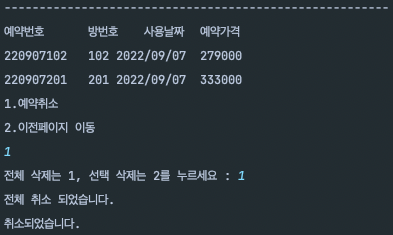 --------------------------------------------------
예약번호 방번호 사용날짜 예약가격
220907102 102 2022/09/07 279000
220907201 201 2022/09/07 333000
1.예약취소
2.이전페이지 이동
1
전체 삭제는 1, 선택 삭제는 2를 누르세요 : 1
전체 취소 되었습니다.
취소되었습니다.